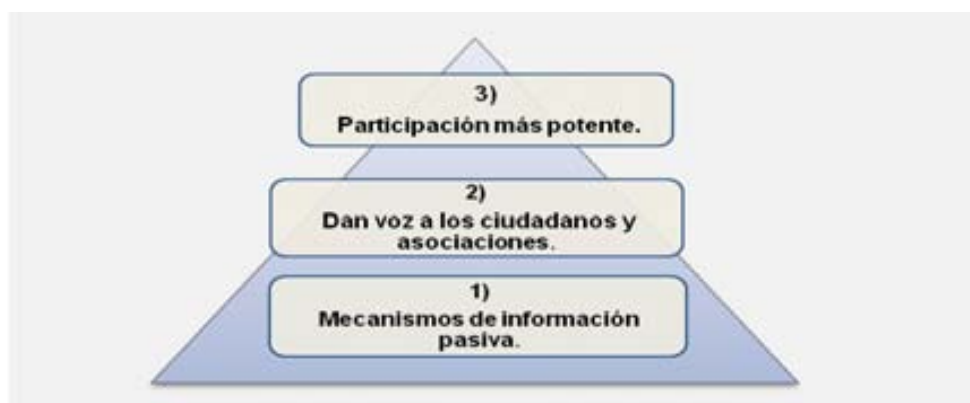 3)
Participación más potente.
2)
Dan voz a los ciudadanos y
asociaciones.
1)
Mecanismos de información
pasiva.